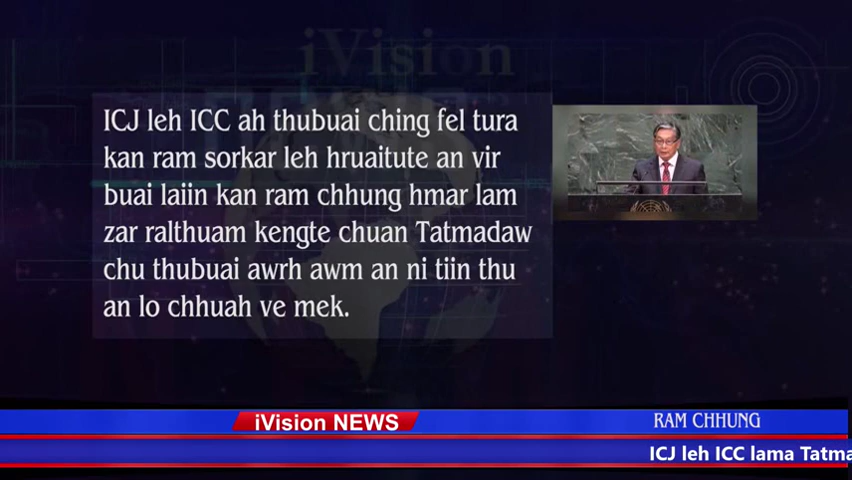 iVision
ICJ leh ICC ah thubuai ching fel tura
kan ram sorkar leh hruaitute an vir
buai laiin kan ram chhung hmar lam
zar ralthuam kengte chuan Tatmadaw
chu thubuai awrh awm an ni tiin thu
an lo chhuah ve mek.
iVision NEWS
RAM CHHUNG
ICJ leh ICC lama Tatma